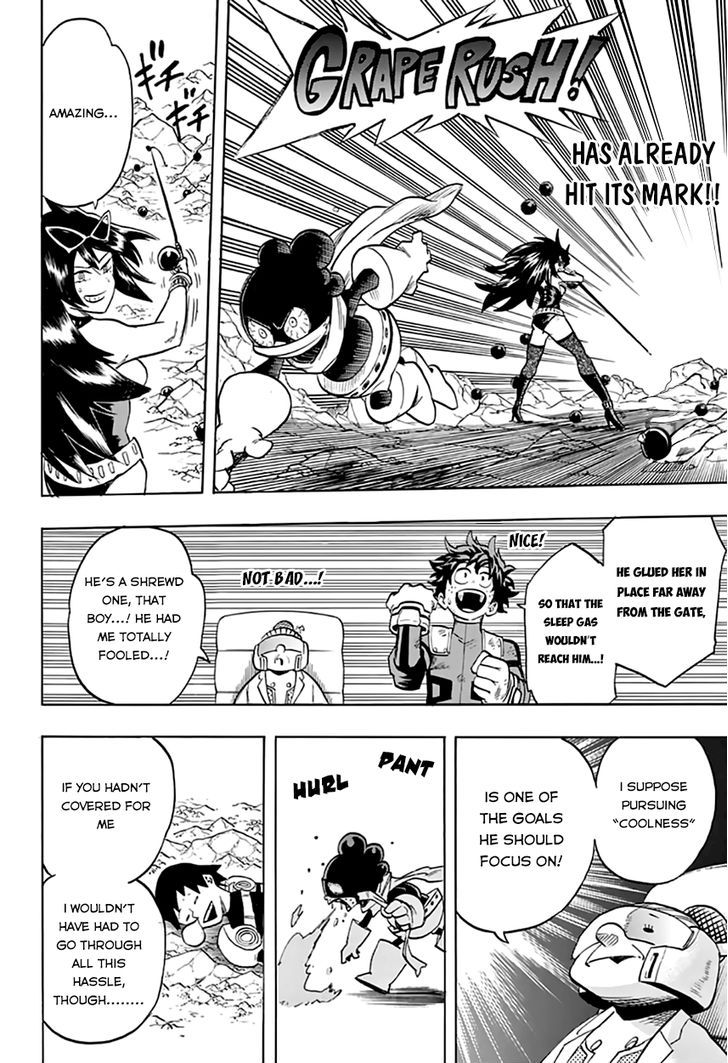 GRAPE RUSH!
HAS ALREADY
HIT ITS MARK!!
ギチ
ギチ
AMAZING...
HE GLUED HER IN
PLACE FAR AWAY
FROM THE GATE,
SO THAT THE
SLEEP GAS
WOULDN'T
REACH HIM...!
NICE!
NOT BAD...!
HE'S A SHREWD
ONE, THAT
BOY...! HE HAD
ME TOTALLY
FOOLED...!
I SUPPOSE
PURSUING
"COOLNESS"
IS ONE OF
THE GOALS
HE SHOULD
FOCUS ON!
PANT
HURL
IF YOU HADN'T
COVERED FOR
ME
I WOULDN'T
HAVE HAD TO
GO THROUGH
ALL THIS
HASSLE,
THOUGH........